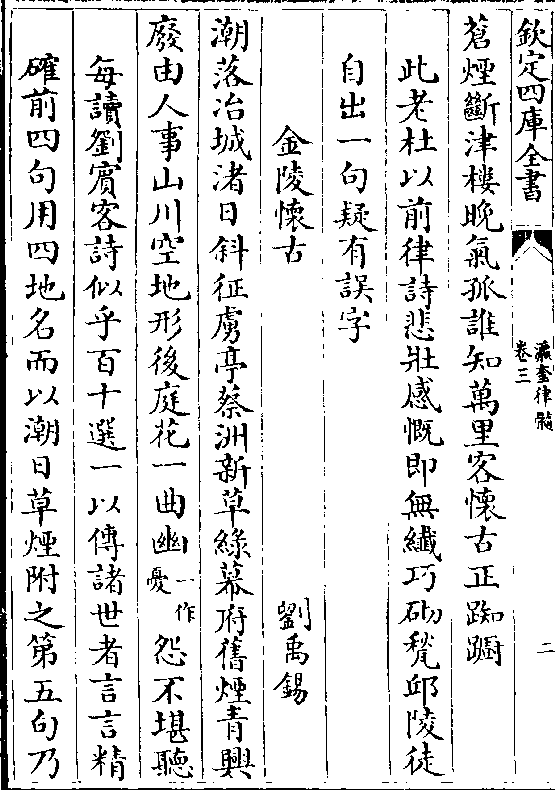 欽定四庫全書
瀛奎律髓
卷三
二
蒼煙斷津樓晚氣孤誰知萬里客懷古正踟躕
此老杜以前律詩悲壯感慨即無纖巧砌甃邱陵徒
自出一句疑有誤字
金陵懷古
劉禹錫
潮落冶城渚日斜征虜亭蔡洲新草綠幕府舊煙青興
廢由人事山川空地形後庭花一曲幽一作憂怨不堪聽
每讀劉賓客詩似乎百十選一以傳諸世者言言精
確前四句用四地名而以潮日草煙附之第五句乃